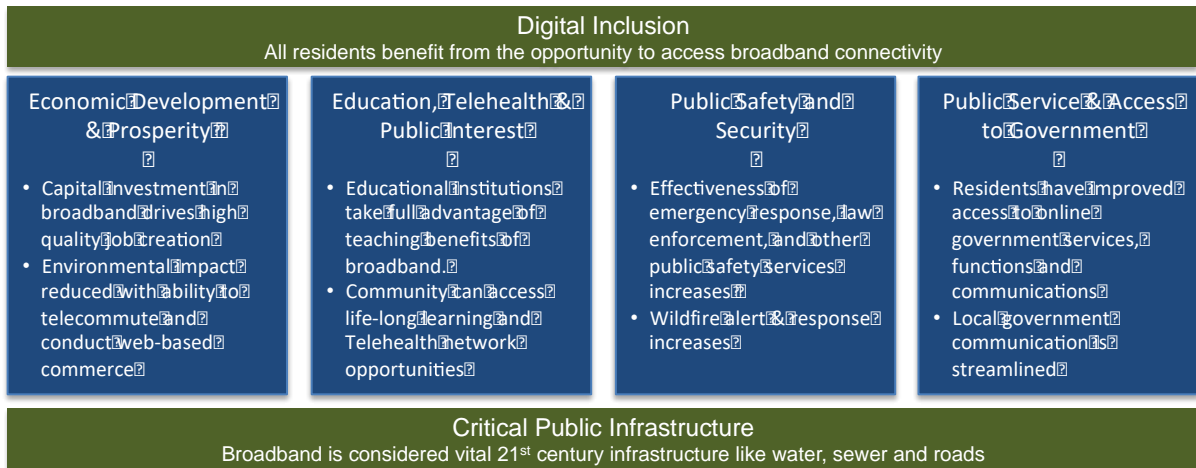 Digital Inclusion
All residents benefit from the opportunity to access broadband connectivity
Economic Development
& Prosperity
• Capital investment in
broadband drives high
quality job creation
• Environmental impact
reduced with ability to
telecommute and
conduct web-based
commerce
Education, Telehealth &
Public Interest
• Educational institutions
take full advantage of
teaching benefits of
broadband.
• Community can access
life-long learning and
Telehealth network
opportunities
Public Safety and
Security
• Effectiveness of
emergency response, law
enforcement, and other
public safety services
increases
• Wildfire alert & response
increases
Public Service & Access
to Government
• Residents have improved
access to online
government services,
functions and
communications
• Local government
communication is
streamlined
Critical Public Infrastructure
Broadband is considered vital 21st century infrastructure like water, sewer and roads